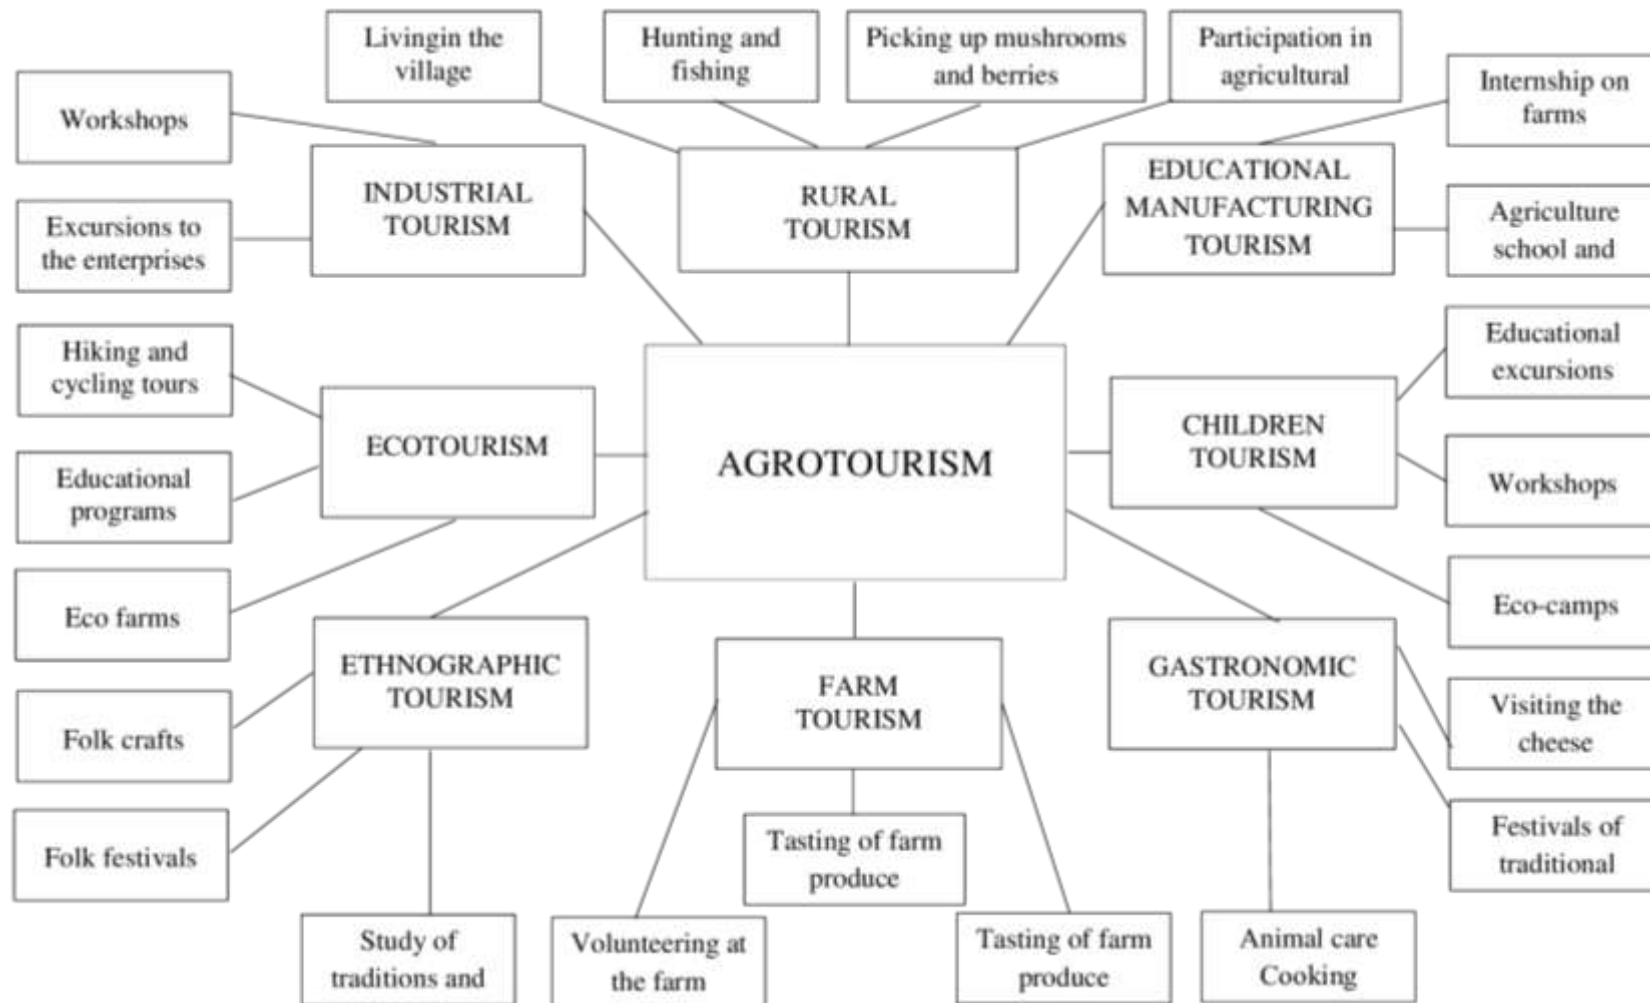 Livingin the
village
Hunting and
fishing
Picking up mushrooms
and berries
Participation in
agricultural
Internship on
farms
Workshops
INDUSTRIAL
TOURISM
RURAL
TOURISM
EDUCATIONAL
MANUFACTURING
TOURISM
Excursions to
the enterprises
Agriculture
school and
Hiking and
cycling tours
Educational
excursions
ECOTOURISM
AGROTOURISM
CHILDREN
TOURISM
Educational
programs
Workshops
Eco farms
Eco-camps
ETHNOGRAPHIC
TOURISM
FARM
TOURISM
GASTRONOMIC
TOURISM
Folk crafts
Visiting the
cheese
Folk festivals
Tasting of farm
produce
Festivals of
traditional
Study of
traditions and
Volunteering at
the farm
Tasting of farm
produce
Animal care
Cooking